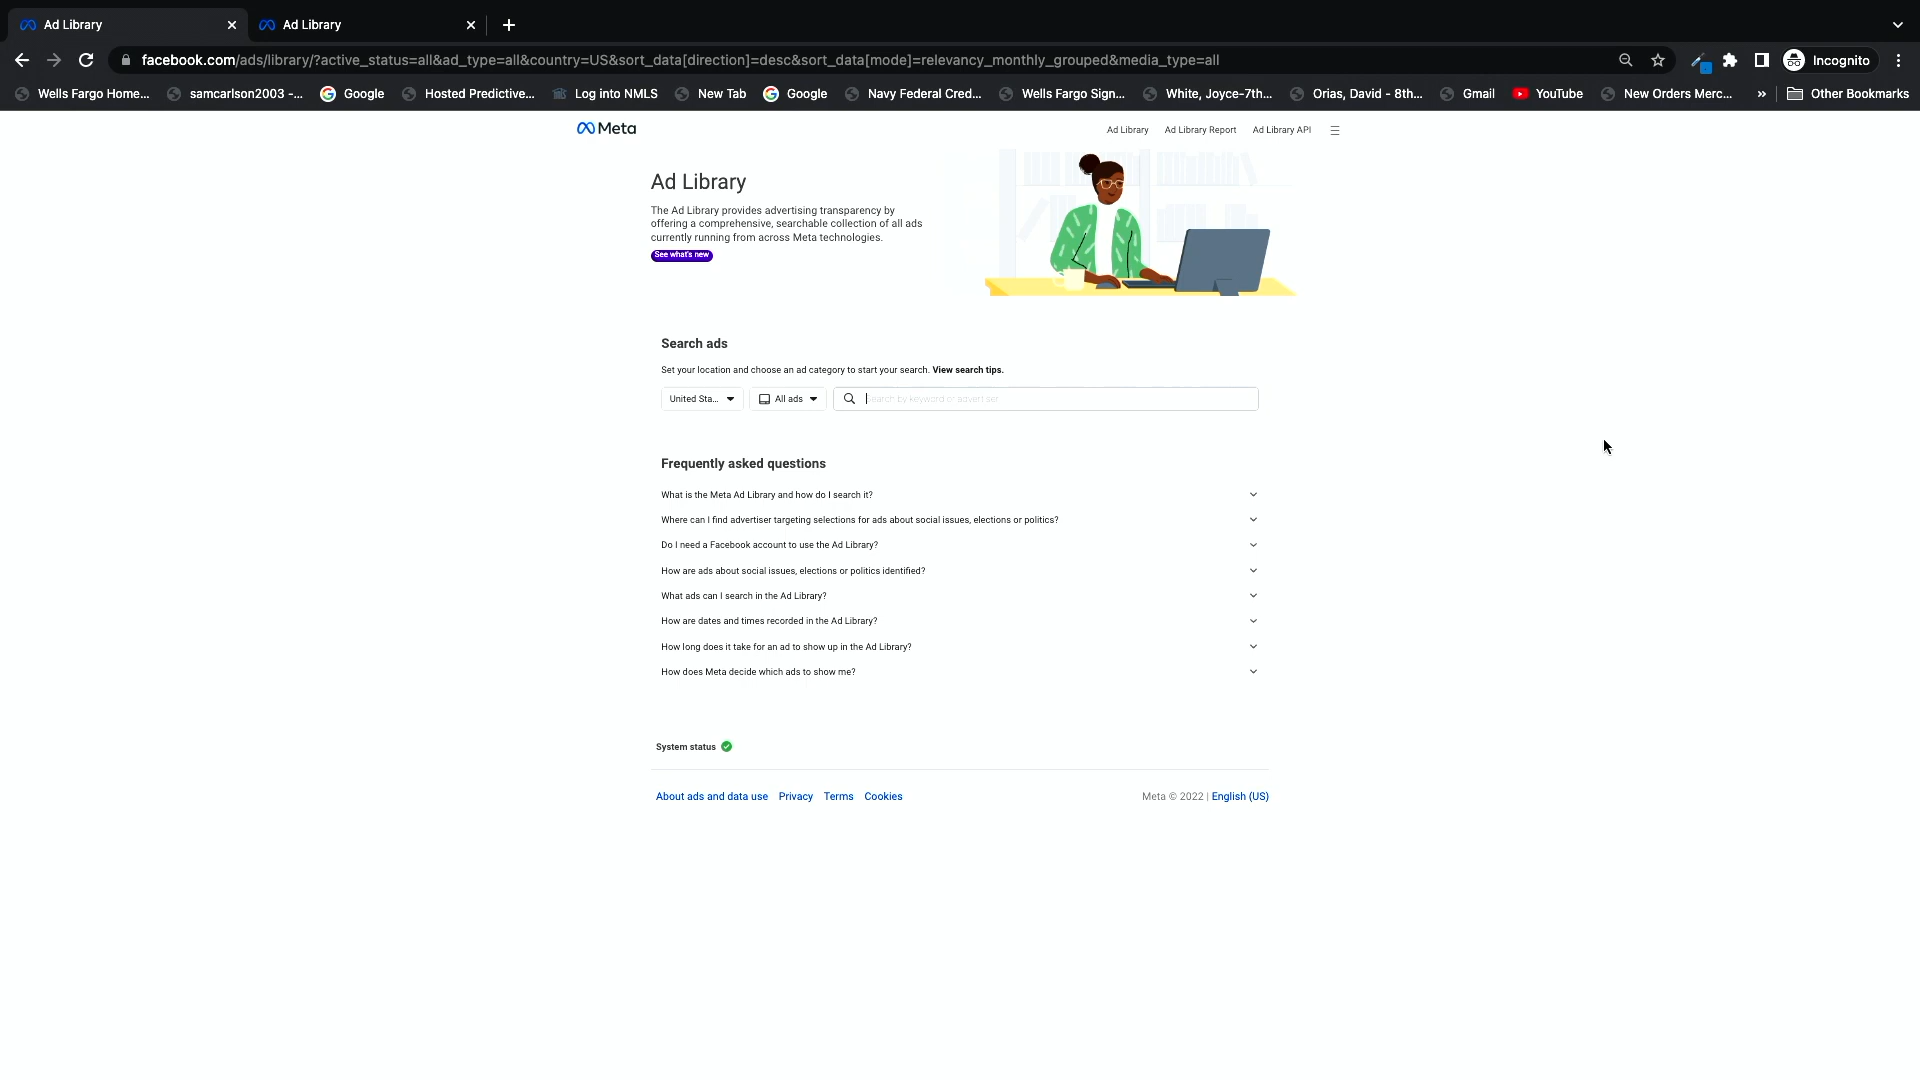 Ad Library
Ad Library
facebook.com/ads/library/?active_status=all&ad_type=all&country=US&sort_data[direction]=desc&sort_data[mode]=relevancy_monthly_grouped&media_type=all
Incognito
Wells Fargo Home...
samcarlson2003 -...
Google
Hosted Predictive...
Log into NMLS
New Tab
Google
Navy Federal Cred...
Wells Fargo Sign...
White, Joyce-7th...
Orias, David - 8th...
Gmail
YouTube
New Orders Merc...
»
Other Bookmarks
Meta
Ad Library
Ad Library Report
Ad Library API
Ad Library
The Ad Library provides advertising transparency by
offering a comprehensive, searchable collection of all ads
currently running from across Meta technologies.
See what's new
Search ads
Set your location and choose an ad category to start your search. View search tips.
United Sta...
All ads
Search by keyword or advertiser
Frequently asked questions
What is the Meta Ad Library and how do I search it?
Where can I find advertiser targeting selections for ads about social issues, elections or politics?
Do I need a Facebook account to use the Ad Library?
How are ads about social issues, elections or politics identified?
What ads can I search in the Ad Library?
How are dates and times recorded in the Ad Library?
How long does it take for an ad to show up in the Ad Library?
How does Meta decide which ads to show me?
System status
About ads and data use
Privacy
Terms
Cookies
Meta © 2022 | English (US)